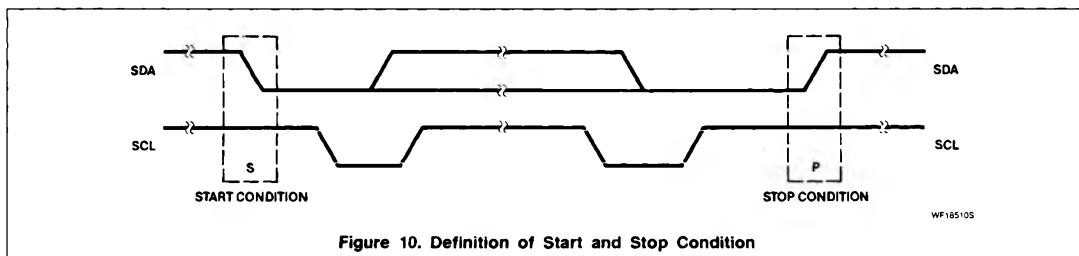 SDA
SDA
SCL
SCL
S
P
START CONDITION
STOP CONDITION
WF18510S
Figure 10. Definition of Start and Stop Condition